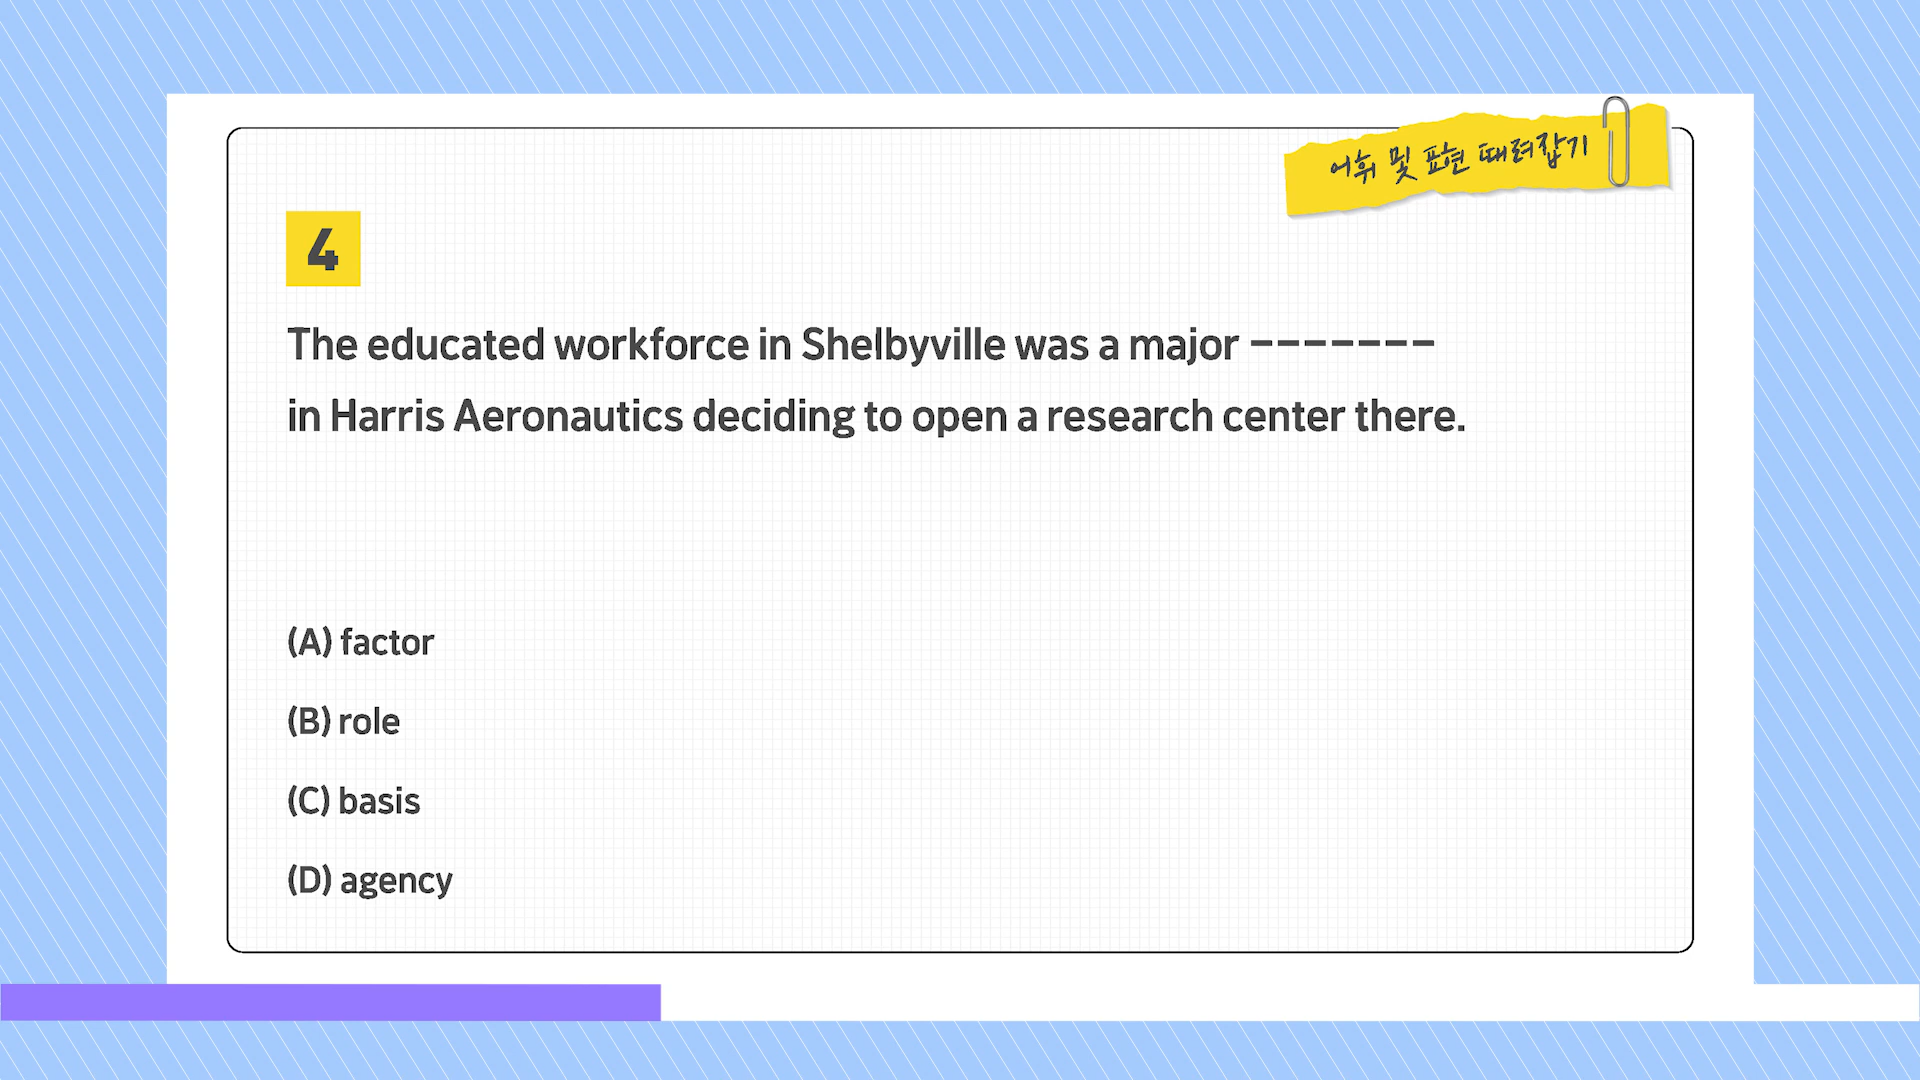 어휘 및 표현 때려잡기
4
The educated workforce in Shelbyville was a major -------
in Harris Aeronautics deciding to open a research center there.
(A) factor
(B) role
(C) basis
(D) agency